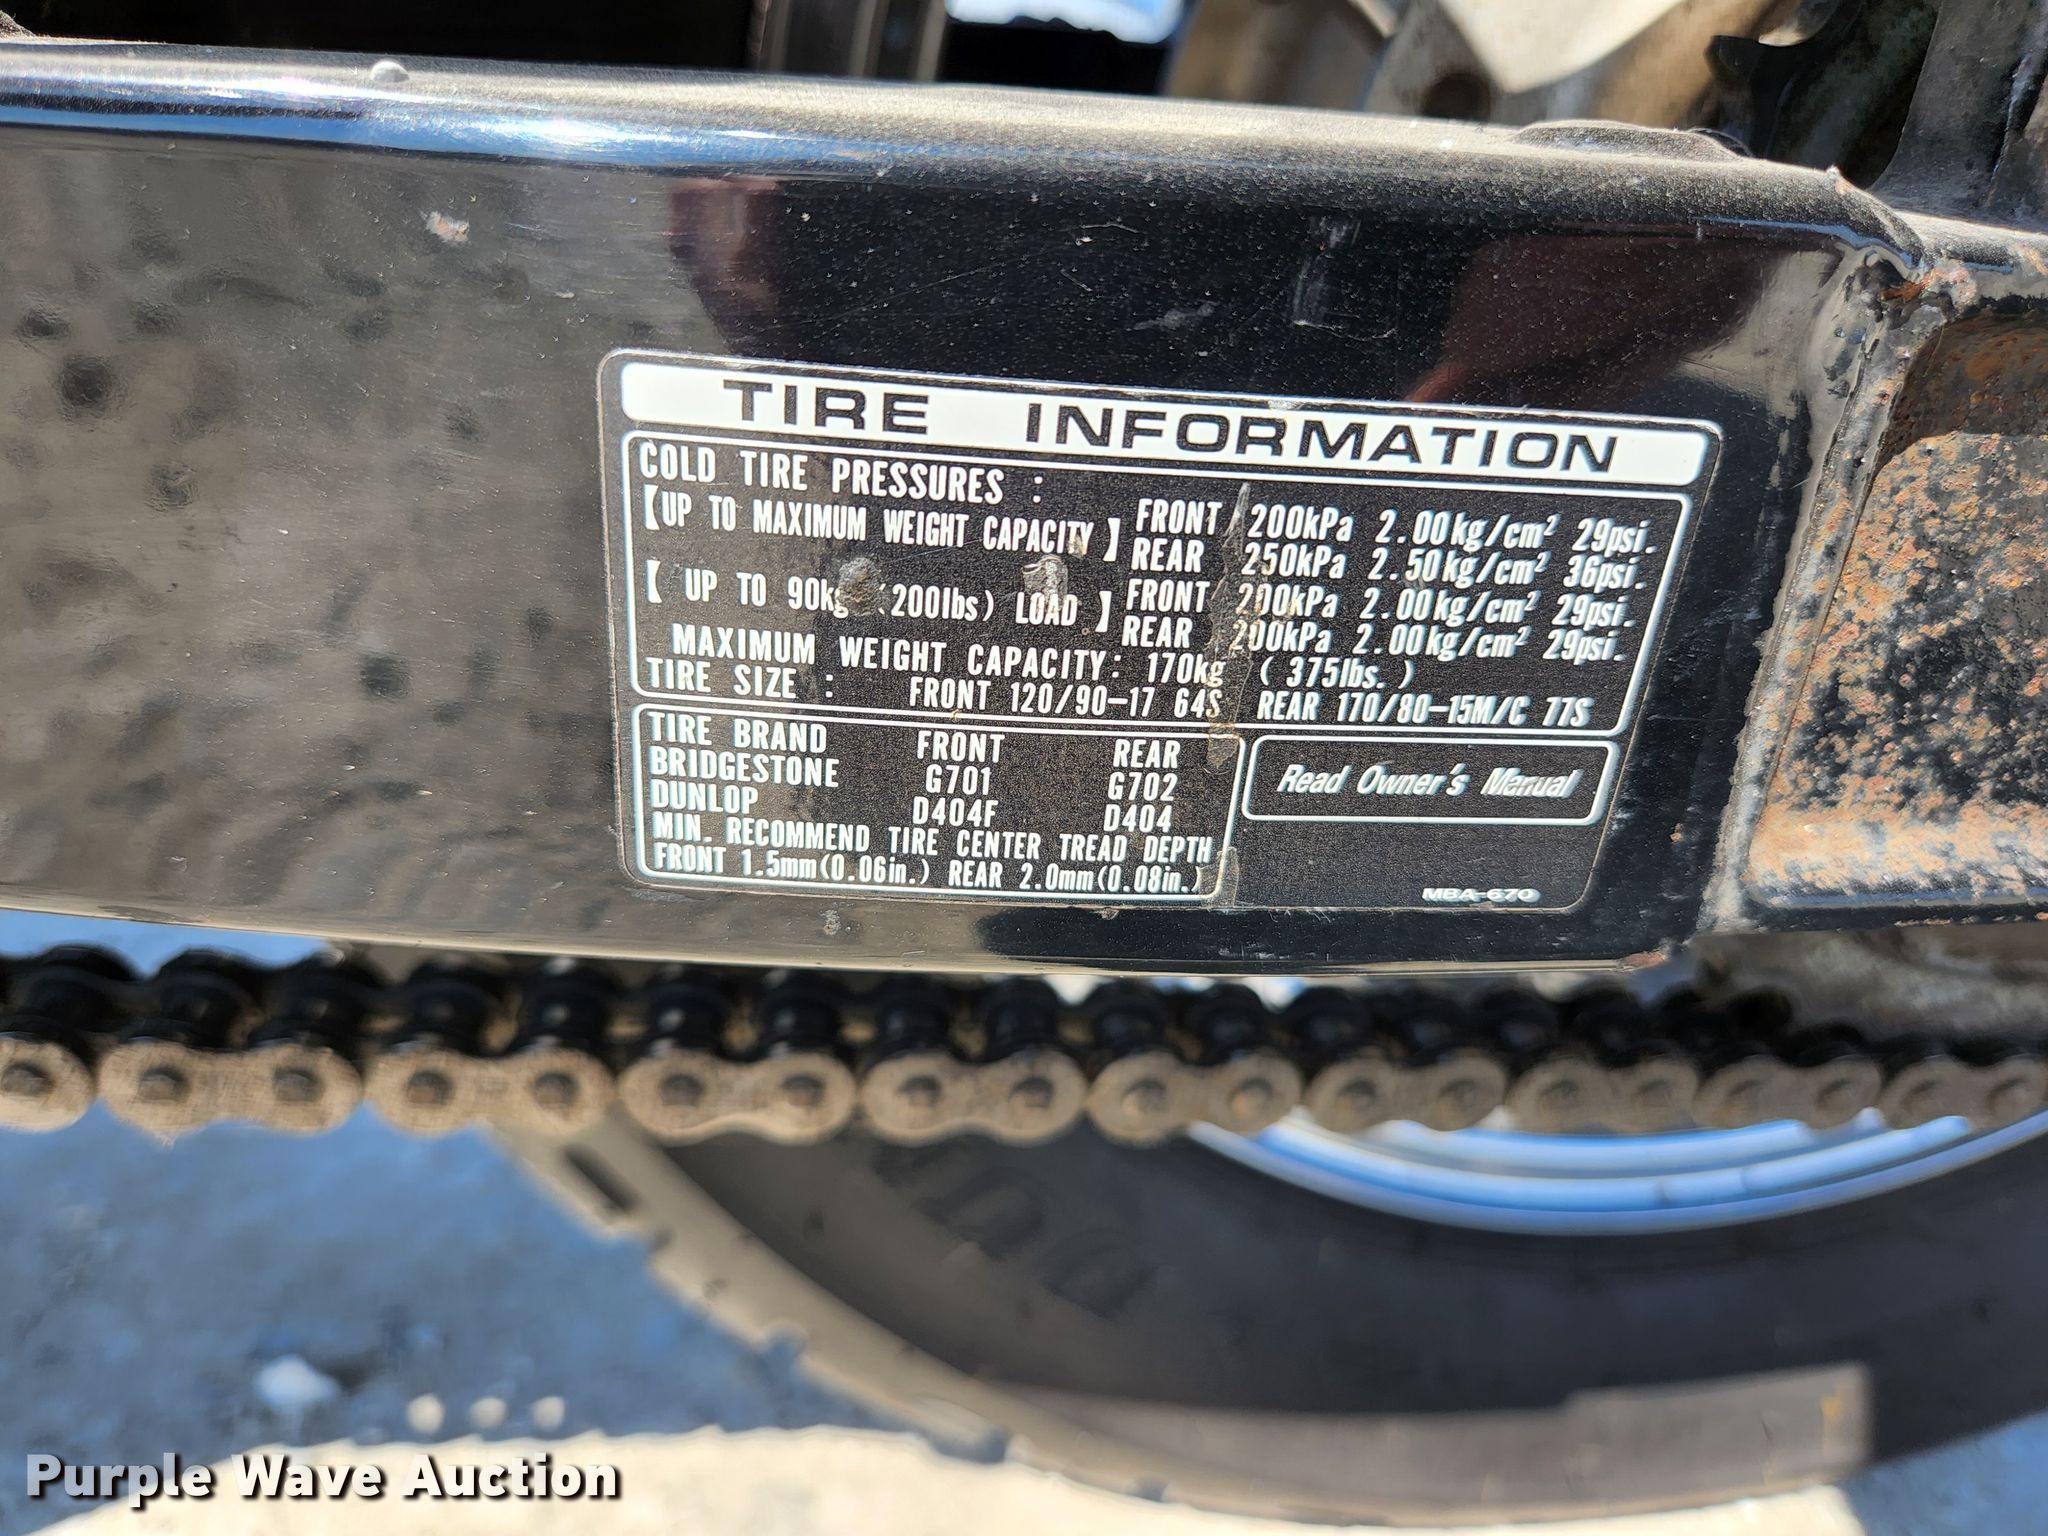 TIRE INFORMATION
COLD TIRE PRESSURES :
【UP TO MAXIMUM WEIGHT CAPACITY】 FRONT 200kPa 2.00kg/cm² 29psi.
REAR 250kPa 2.50kg/cm² 36psi.
【 UP TO 90kg (200lbs) LOAD 】 FRONT 200kPa 2.00kg/cm² 29psi.
REAR 200kPa 2.00kg/cm² 29psi.
MAXIMUM WEIGHT CAPACITY: 170kg (375lbs.)
TIRE SIZE : FRONT 120/90-17 64S REAR 170/80-15M/C 77S
TIRE BRAND FRONT REAR
BRIDGESTONE G701 G702
DUNLOP D404F D404
MIN. RECOMMEND TIRE CENTER TREAD DEPTH
FRONT 1.5mm(0.06in.) REAR 2.0mm(0.08in.)
Read Owner's Manual
MBA-670
Purple Wave Auction